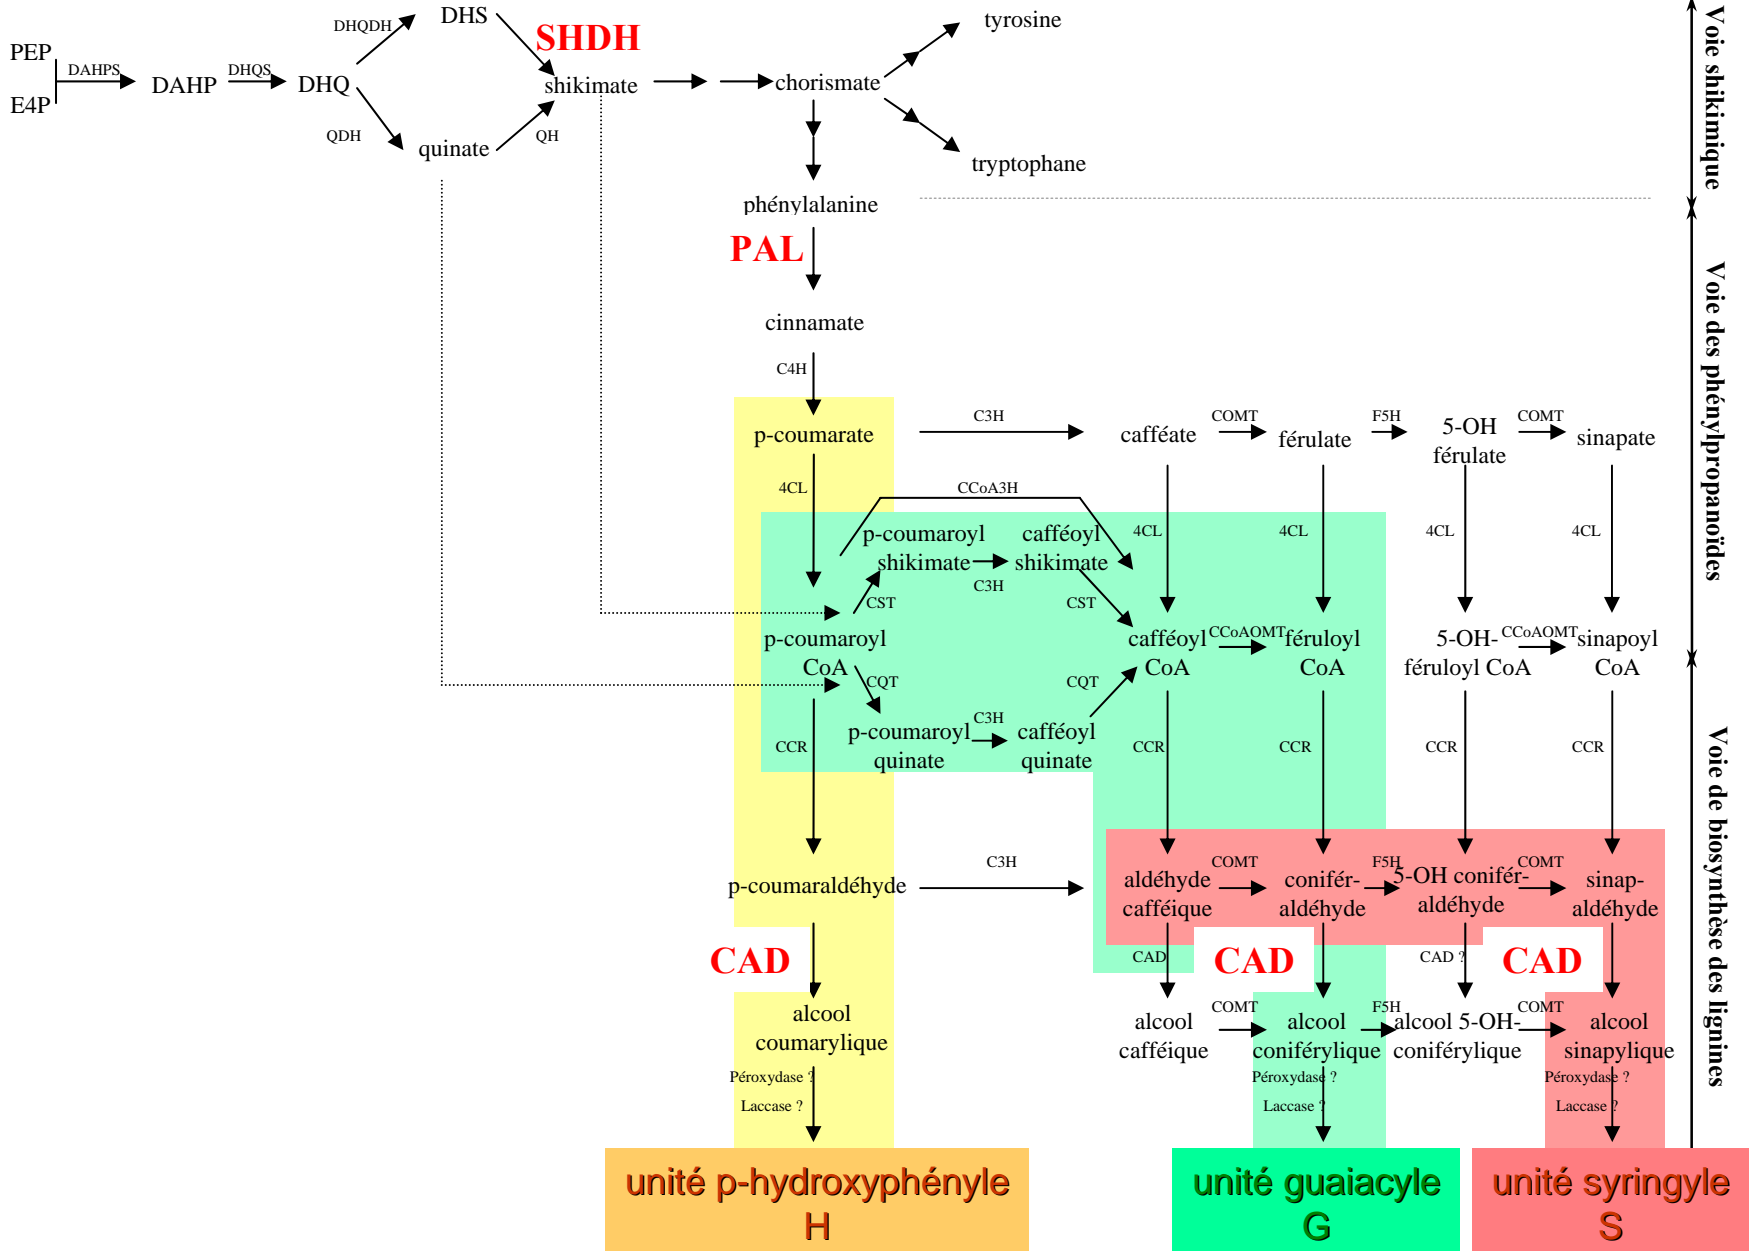 DHS
tyrosine
DHQDH
SHDH
PEP
DAHPS
DHQS
DAHP
DHQ
shikimate
chorismate
E4P
QDH
QH
quinate
tryptophane
phénylalanine
PAL
cinnamate
C4H
p-coumarate
C3H
cafféate
COMT
férulate
F5H
5-OH
férulate
COMT
sinapate
4CL
CCoA3H
4CL
4CL
4CL
4CL
p-coumaroyl
shikimate
C3H
cafféoyl
shikimate
CST
CST
p-coumaroyl
CoA
cafféoyl
CoA
CCoAOMT
féruloyl
CoA
5-OH-
féruloyl CoA
CCoAOMT
sinapoyl
CoA
CQT
CQT
p-coumaroyl
quinate
C3H
cafféoyl
quinate
CCR
CCR
CCR
CCR
CCR
p-coumaraldéhyde
C3H
aldéhyde
cafféique
COMT
conifér-
aldéhyde
F5H
5-OH conifér-
aldéhyde
COMT
sinap-
aldéhyde
CAD
CAD
CAD
CAD ?
CAD
alcool
coumarylique
alcool
cafféique
COMT
alcool
coniférylique
F5H
alcool 5-OH-
coniférylique
COMT
alcool
sinapylique
Péroxydase ?
Laccase ?
Péroxydase ?
Laccase ?
Péroxydase ?
Laccase ?
unité p-hydroxyphényle
H
unité guaiacyle
G
unité syringyle
S
Voie shikimique
Voie des phénylpropanoïdes
Voie de biosynthèse des lignines